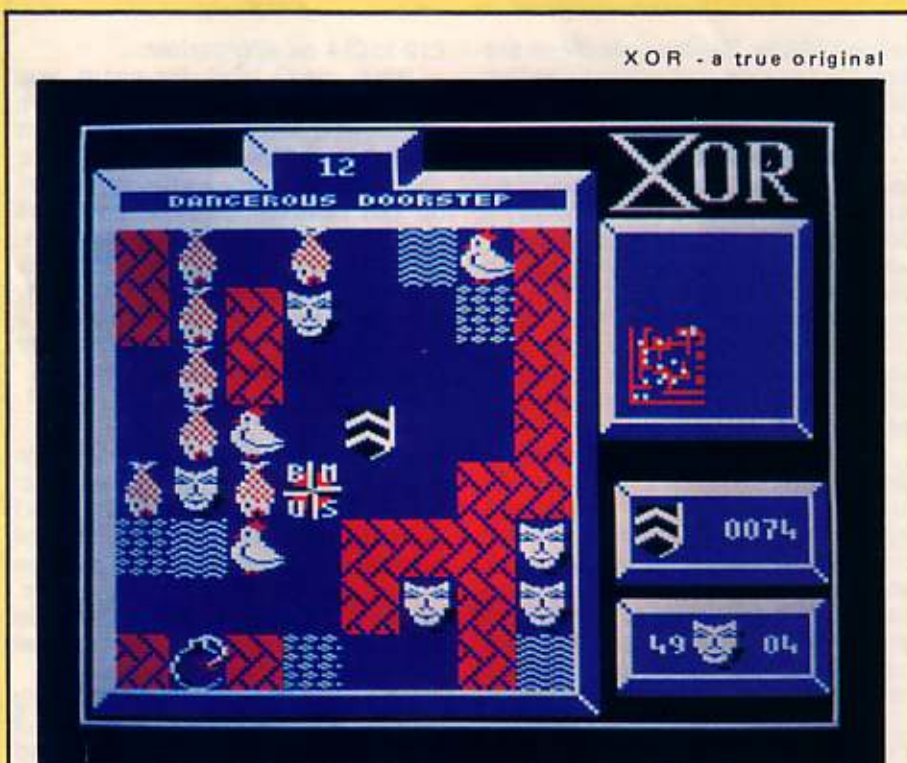 XOR - a true original
12
DANGEROUS DOORSTEP
XOR
B M
U S
0074
49 04